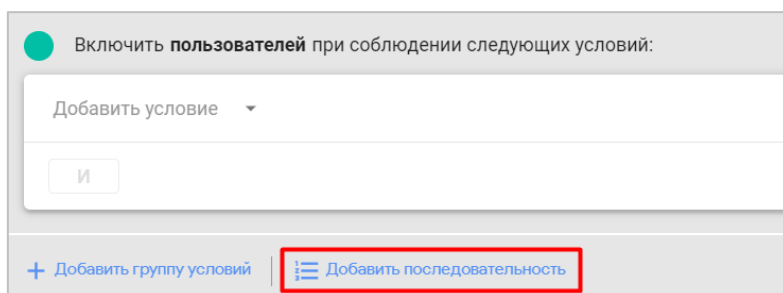 Включить пользователей при соблюдении следующих условий:
Добавить условие
И
+ Добавить группу условий
Добавить последовательность